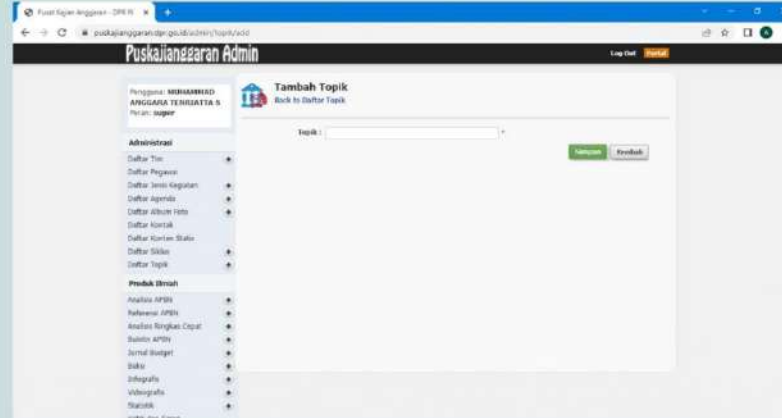 Pusat Kajian Anggaran - DPR RI
puskajianggaran.dpr.go.id/admin/topik/add
Puskajianggaran Admin
Log Out Portal
Pengguna: MUHAMMAD
ANGGARA TENRIATTA S
Peran: super
Tambah Topik
Back to Daftar Topik
Topik : *
Simpan Kembali
Administrasi
Daftar Tim
Daftar Pegawai
Daftar Jenis Kegiatan
Daftar Agenda
Daftar Album Foto
Daftar Kontak
Daftar Konten Statis
Daftar Siklus
Daftar Topik
Produk Ilmiah
Analisis APBN
Referensi APBN
Analisis Ringkas Cepat
Buletin APBN
Jurnal Budget
Buku
Infografis
Videografis
Statistik